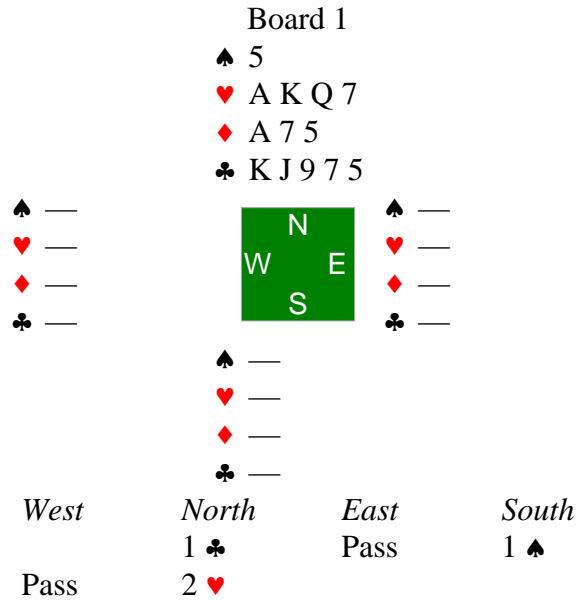 Board 1
♠ 5
♥ A K Q 7
♦ A 7 5
♣ K J 9 7 5
♠ — N ♠ —
♥ — W E ♥ —
♦ — S ♦ —
♣ — ♣ —
♠ —
♥ —
♦ —
♣ —
West North East South
1 ♣ Pass 1 ♠
Pass 2 ♥